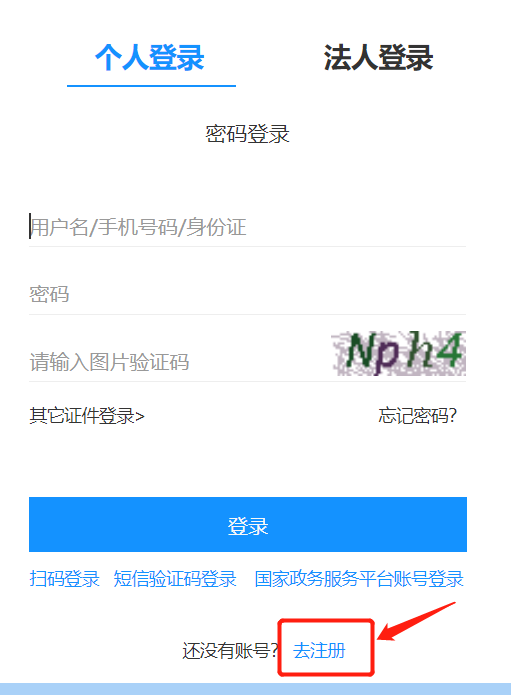 个人登录 法人登录
密码登录
用户名/手机号码/身份证
密码
请输入图片验证码 Nph4
其它证件登录> 忘记密码?
登录
扫码登录 短信验证码登录 国家政务服务平台账号登录
还没有账号? 去注册